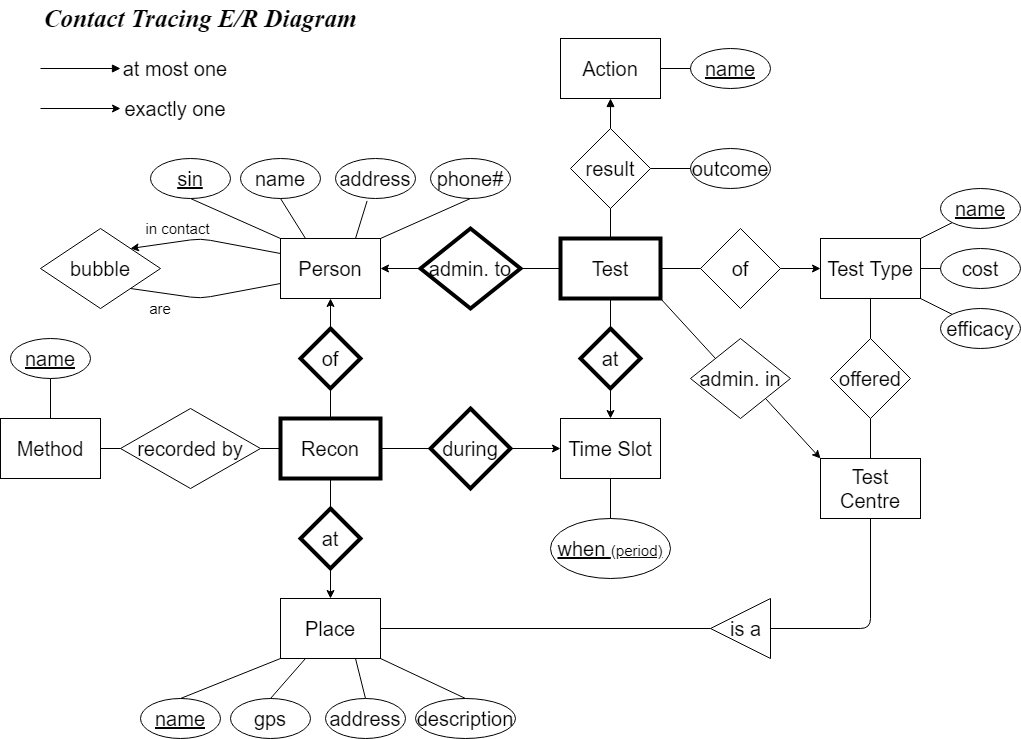 Contact Tracing E/R Diagram
at most one
exactly one
Action
name
result
outcome
sin
name
address
phone#
name
in contact
bubble
Person
admin. to
Test
of
Test Type
cost
are
efficacy
name
of
at
admin. in
offered
Method
recorded by
Recon
during
Time Slot
Test
Centre
at
when (period)
Place
is a
name
gps
address
description